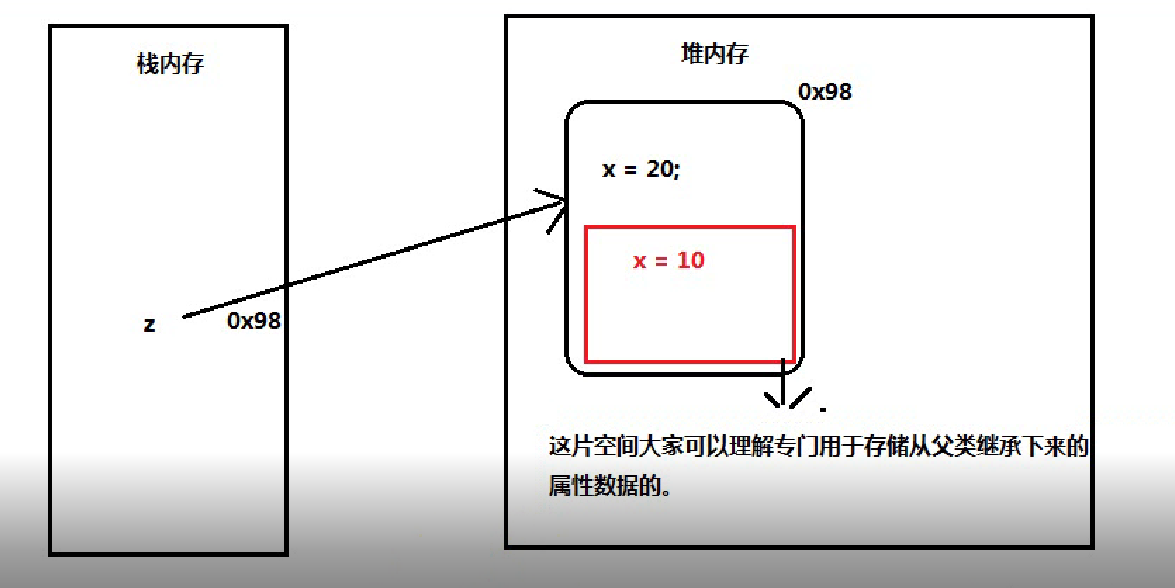 栈内存
堆内存
0x98
x = 20;
x = 10
z
0x98
这片空间大家可以理解专门用于存储从父类继承下来的
属性数据的。